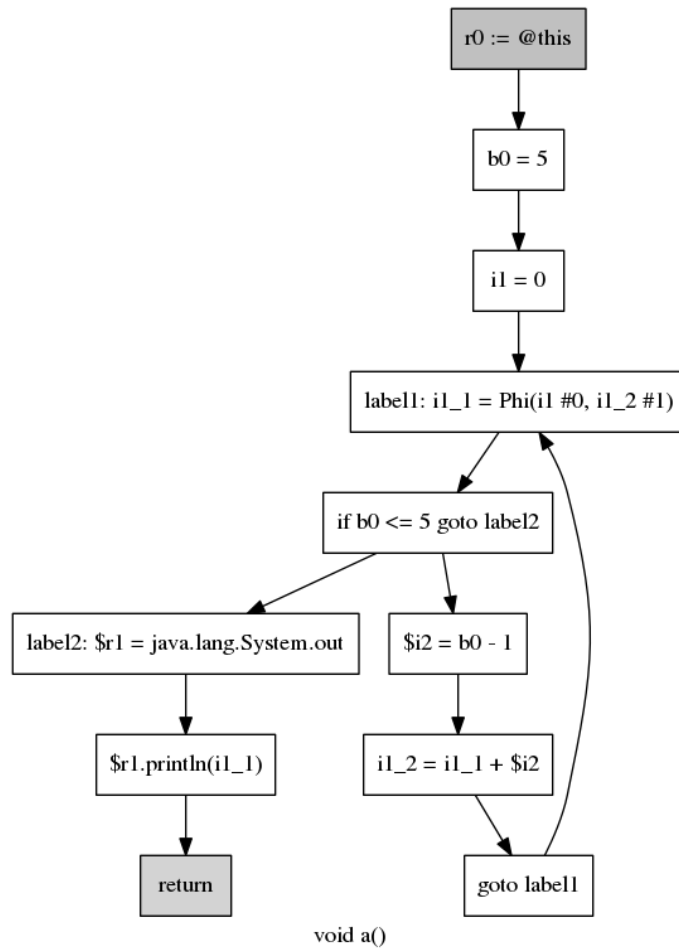 r0 := @this
b0 = 5
i1 = 0
label1: i1_1 = Phi(i1 #0, i1_2 #1)
if b0 <= 5 goto label2
label2: $r1 = java.lang.System.out
$i2 = b0 - 1
$r1.println(i1_1)
i1_2 = i1_1 + $i2
return
goto label1
void a()